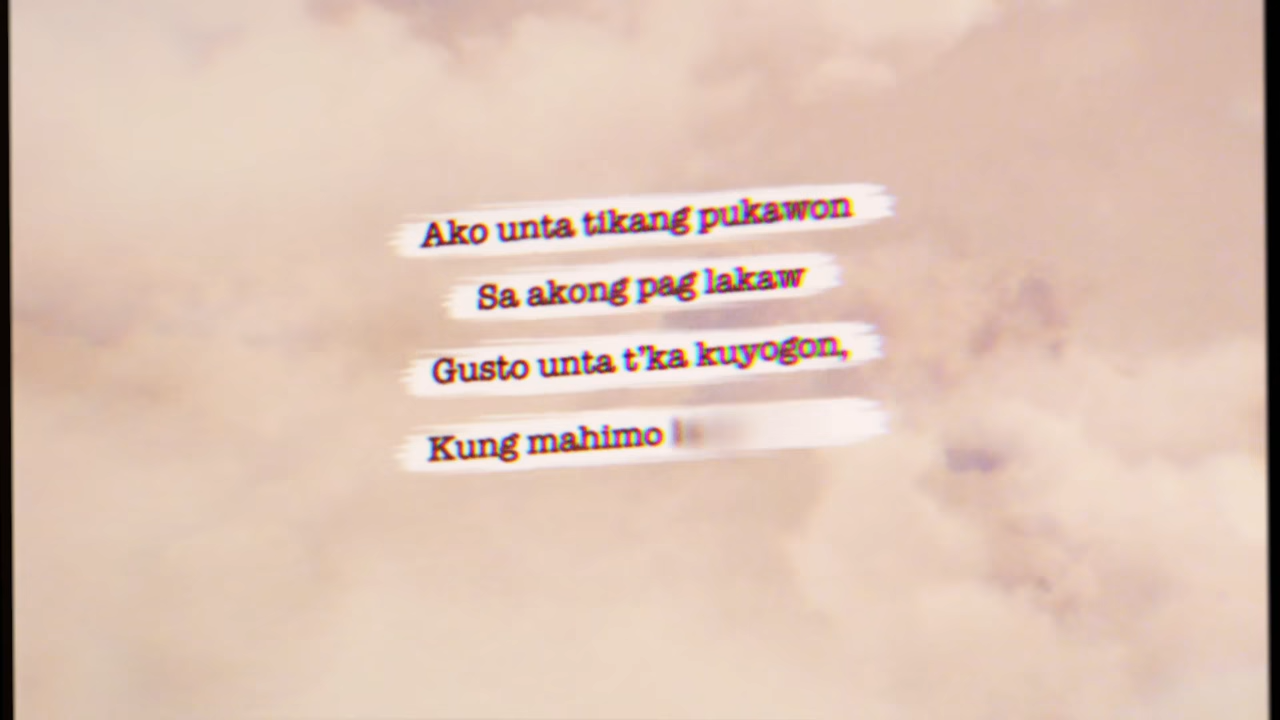 Ako unta tikang pukawon
Sa akong pag lakaw
Gusto unta t'ka kuyogon,
Kung mahimo